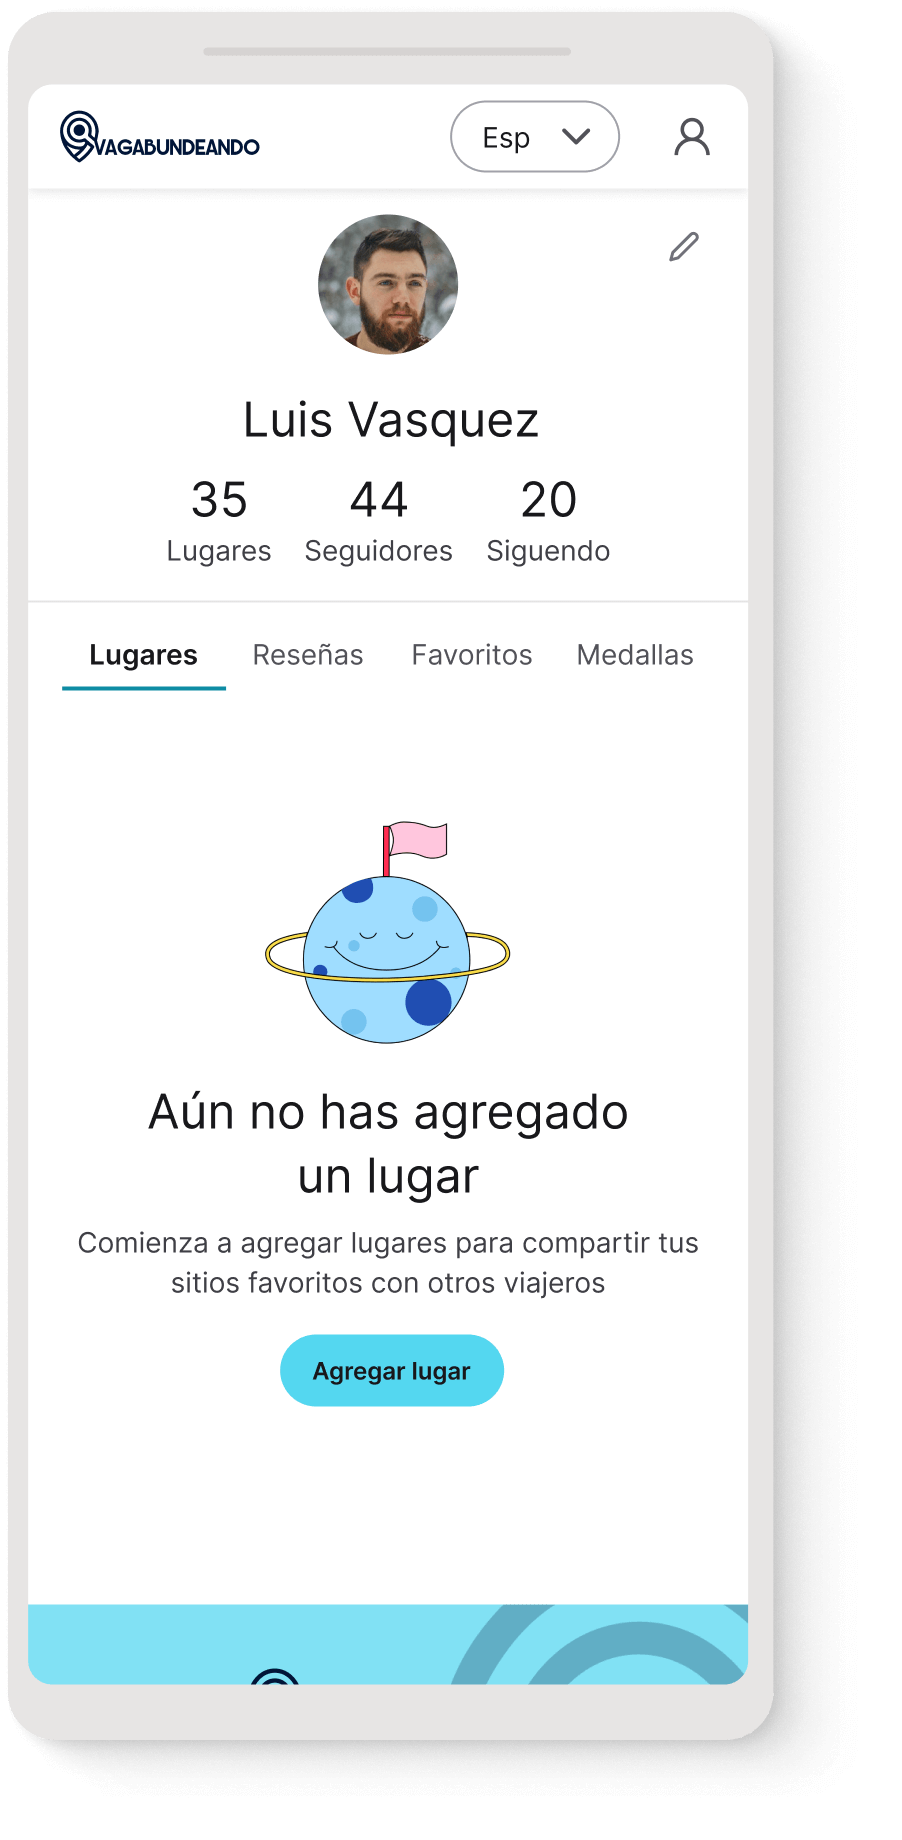 VAGABUNDEANDO
Esp
Luis Vasquez
35 44 20
Lugares Seguidores Siguendo
Lugares Reseñas Favoritos Medallas
Aún no has agregado
un lugar
Comienza a agregar lugares para compartir tus
sitios favoritos con otros viajeros
Agregar lugar